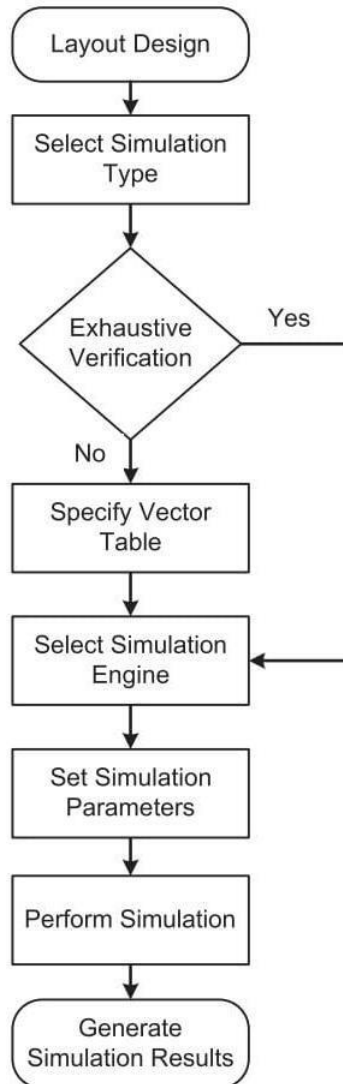 Layout Design
Select Simulation
Type
Exhaustive
Verification
Yes
No
Specify Vector
Table
Select Simulation
Engine
Set Simulation
Parameters
Perform Simulation
Generate
Simulation Results